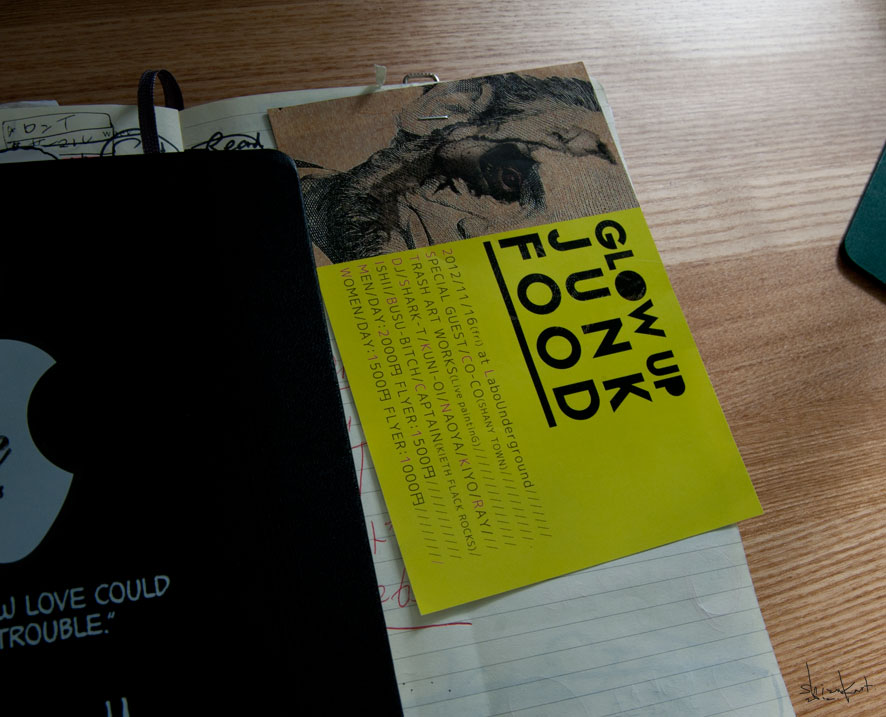 GLOW UP
JUNK
FOOD
2012/11/16(fri) at LaboUnderground///////
SPECIAL GUEST/CO-CO(SHANY TOWN)//////////
TRASH ART WORKS(Live painting)///////////
DJ/SHARK-T/KUNI-OI/NAOYA/KIYO/RAY///
ISHII/BUSU-BITCH/CAPTAIN(KIETH FLACK ROCKS)/
MEN/DAY:2000円 FLYER:1500円//////////
WOMEN/DAY:1500円 FLYER:1000円////////
Read
W LOVE COULD
TROUBLE."